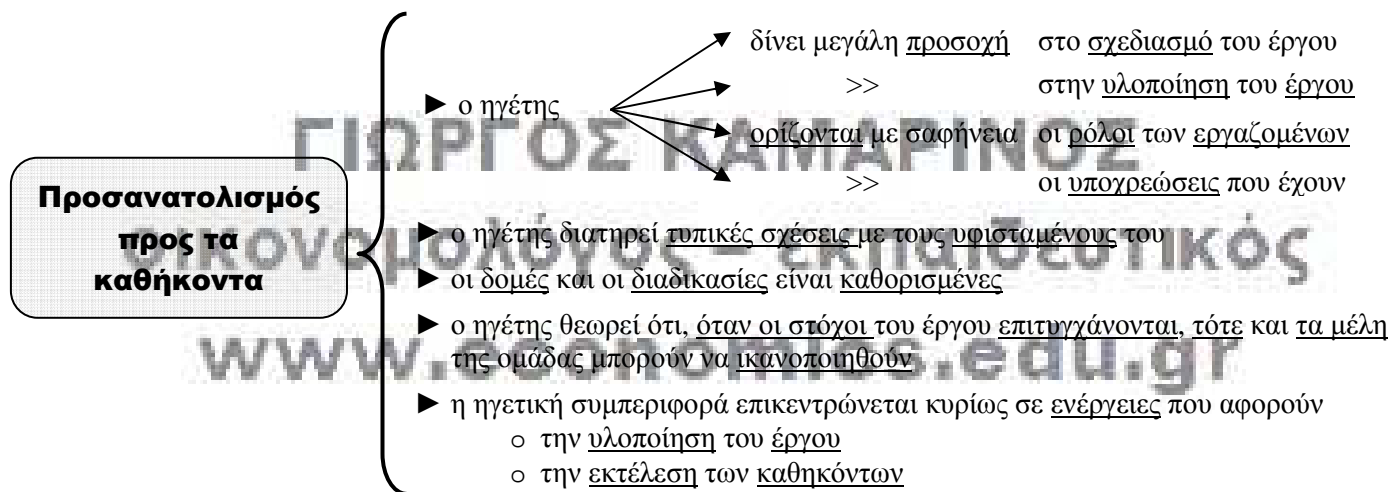 δίνει μεγάλη προσοχή στο σχεδιασμό του έργου
>> στην υλοποίηση του έργου
► ο ηγέτης
ΓΙΩΡΓΟΣ ΚΑΜΑΡΙΝΟΣ
ορίζονται με σαφήνεια οι ρόλοι των εργαζομένων
>> οι υποχρεώσεις που έχουν
Προσανατολισμός
προς τα
καθήκοντα
► ο ηγέτης διατηρεί τυπικές σχέσεις με τους υφισταμένους του
οικονομολόγος – εκπαιδευτικός
► οι δομές και οι διαδικασίες είναι καθορισμένες
► ο ηγέτης θεωρεί ότι, όταν οι στόχοι του έργου επιτυγχάνονται, τότε και τα μέλη
της ομάδας μπορούν να ικανοποιηθούν
www.economics.edu.gr
► η ηγετική συμπεριφορά επικεντρώνεται κυρίως σε ενέργειες που αφορούν
o την υλοποίηση του έργου
o την εκτέλεση των καθηκόντων